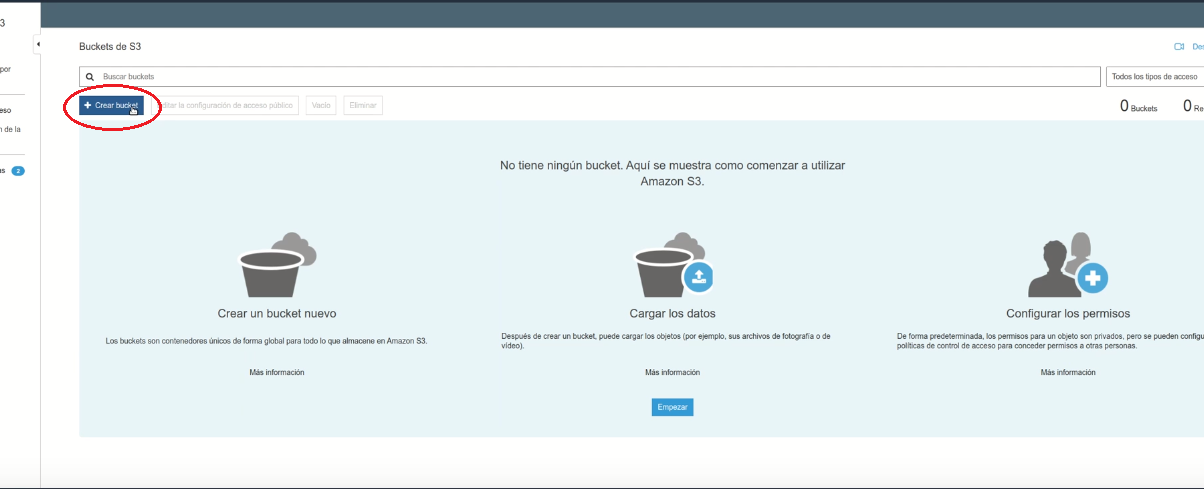 3
Buckets de S3
Des
por
Buscar buckets
Todos los tipos de acceso
Crear bucket
ditar la configuración de acceso público
Vacío
Eliminar
0 Buckets
0 Re
eso
n de la
as 2
No tiene ningún bucket. Aquí se muestra como comenzar a utilizar
Amazon S3.
Crear un bucket nuevo
Los buckets son contenedores únicos de forma global para todo lo que almacene en Amazon S3.
Más información
Cargar los datos
Después de crear un bucket, puede cargar los objetos (por ejemplo, sus archivos de fotografía o de
vídeo).
Más información
Empezar
Configurar los permisos
De forma predeterminada, los permisos para un objeto son privados, pero se pueden configu
políticas de control de acceso para conceder permisos a otras personas.
Más información